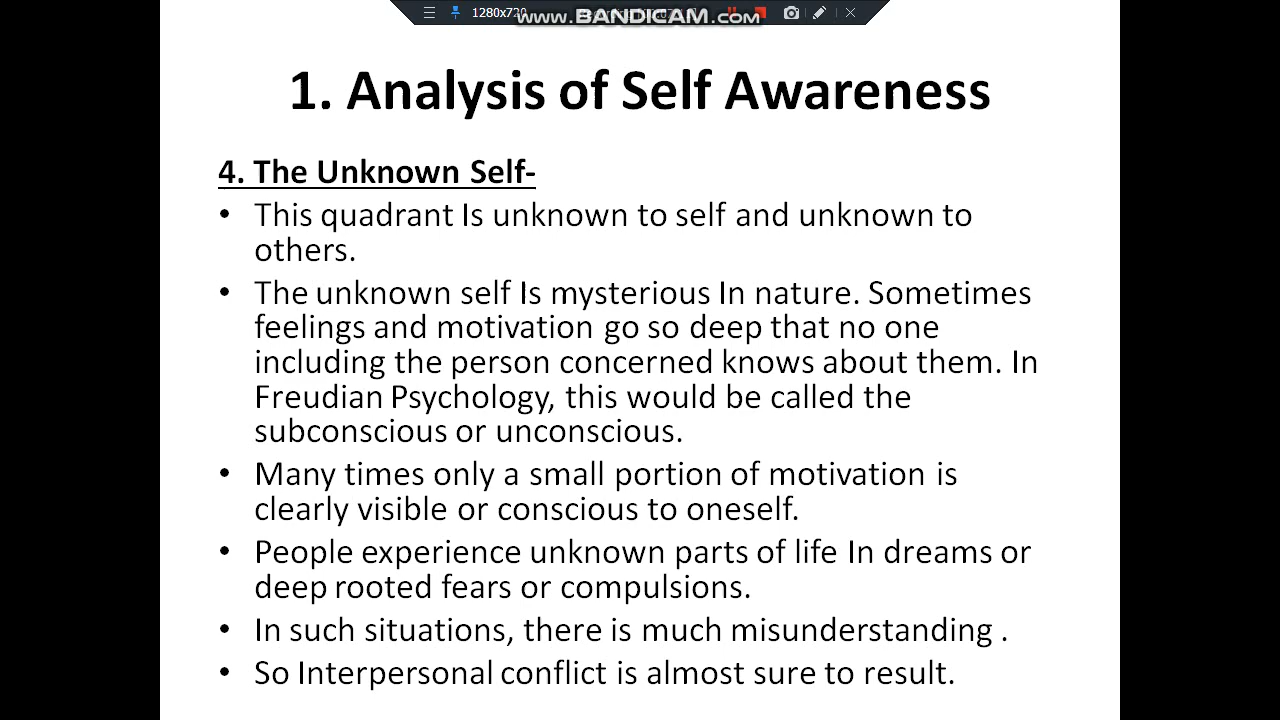 1280x720
www.BANDICAM.com
1. Analysis of Self Awareness
4. The Unknown Self-
• This quadrant Is unknown to self and unknown to
others.
• The unknown self Is mysterious In nature. Sometimes
feelings and motivation go so deep that no one
including the person concerned knows about them. In
Freudian Psychology, this would be called the
subconscious or unconscious.
• Many times only a small portion of motivation is
clearly visible or conscious to oneself.
• People experience unknown parts of life In dreams or
deep rooted fears or compulsions.
• In such situations, there is much misunderstanding .
• So Interpersonal conflict is almost sure to result.